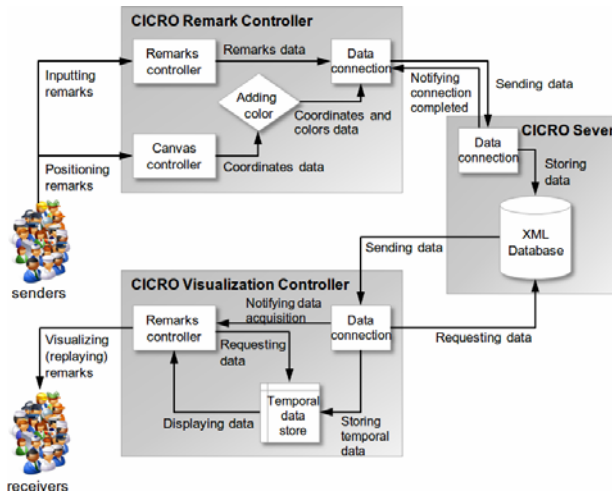 CICRO Remark Controller
Remarks
controller
Remarks data
Data
connection
Inputting
remarks
Adding
color
Notifying
connection
completed
Sending data
Coordinates and
colors data
Canvas
controller
Coordinates data
Positioning
remarks
senders
CICRO Sever
Data
connection
Storing
data
XML
Database
Sending data
CICRO Visualization Controller
Notifying data
acquisition
Remarks
controller
Data
connection
Requesting data
Visualizing
(replaying)
remarks
Requesting
data
Temporal
data
store
Displaying data
Storing
temporal
data
receivers